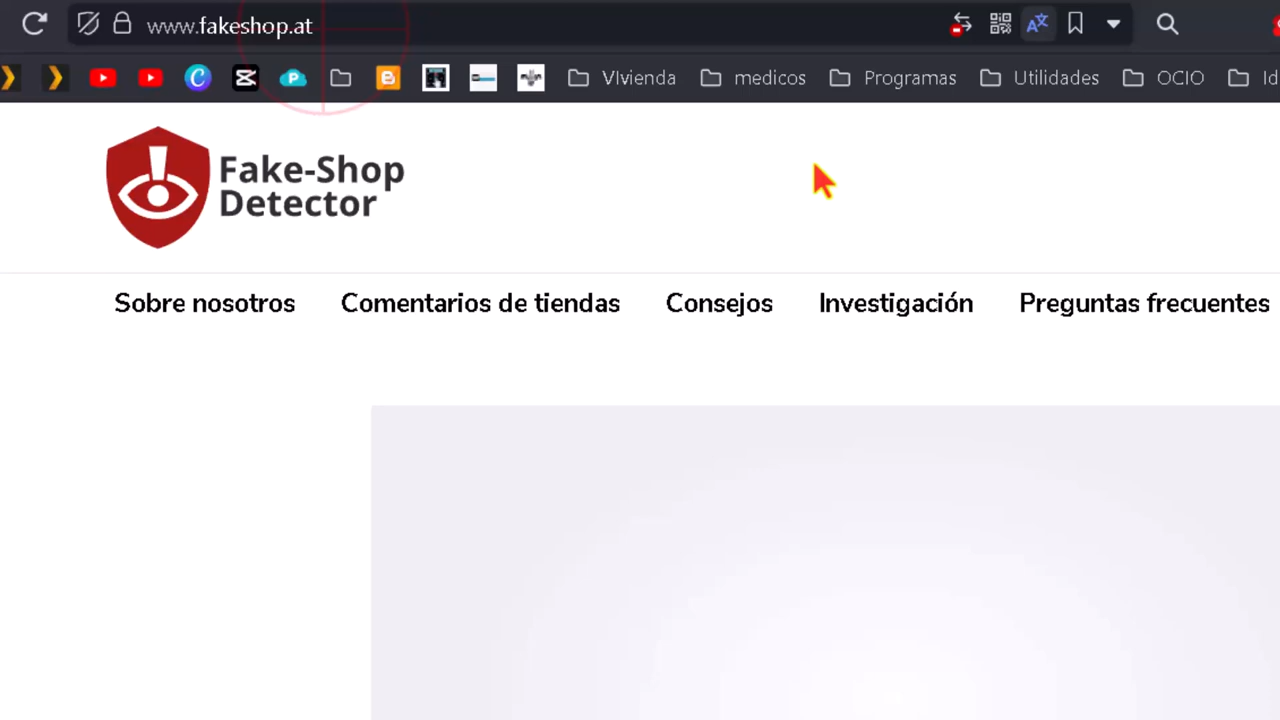 www.fakeshop.at
VIvienda medicos Programas Utilidades OCIO Id
Fake-Shop
Detector
Sobre nosotros Comentarios de tiendas Consejos Investigación Preguntas frecuentes